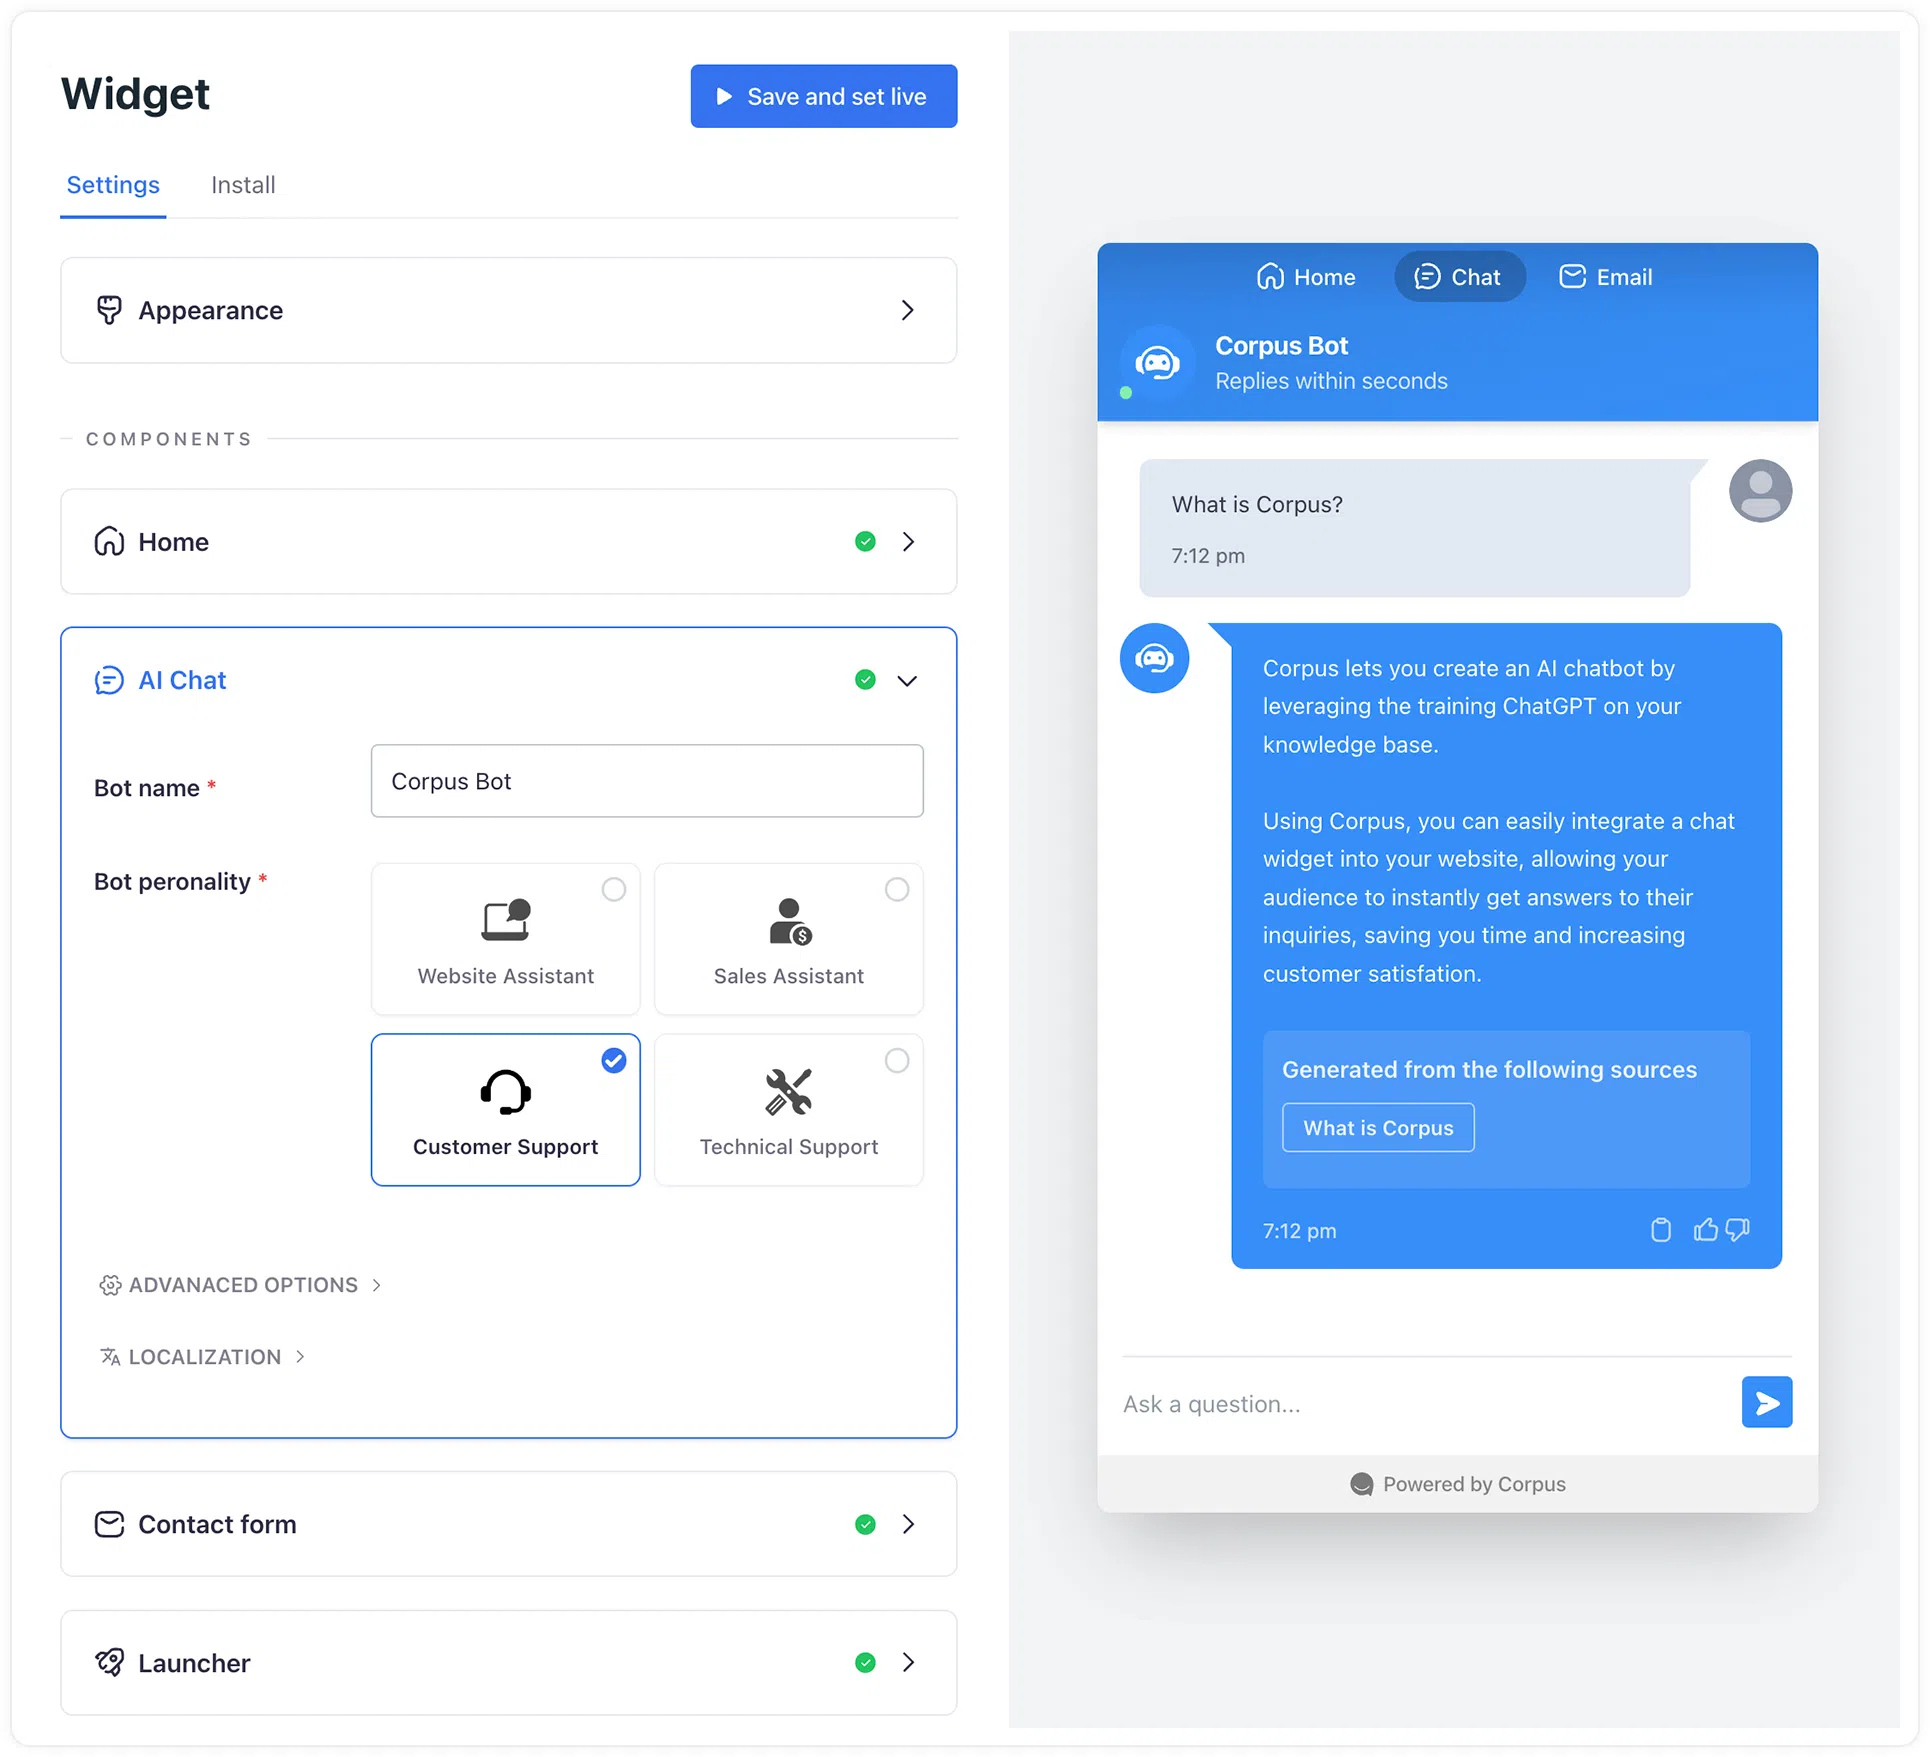 Widget
Save and set live
Settings
Install
Appearance
COMPONENTS
Home
AI Chat
Bot name *
Corpus Bot
Bot peronality *
Website Assistant
Sales Assistant
Customer Support
Technical Support
ADVANACED OPTIONS
LOCALIZATION
Contact form
Launcher
Home
Chat
Email
Corpus Bot
Replies within seconds
What is Corpus?
7:12 pm
Corpus lets you create an AI chatbot by
leveraging the training ChatGPT on your
knowledge base.
Using Corpus, you can easily integrate a chat
widget into your website, allowing your
audience to instantly get answers to their
inquiries, saving you time and increasing
customer satisfation.
Generated from the following sources
What is Corpus
7:12 pm
Ask a question...
Powered by Corpus